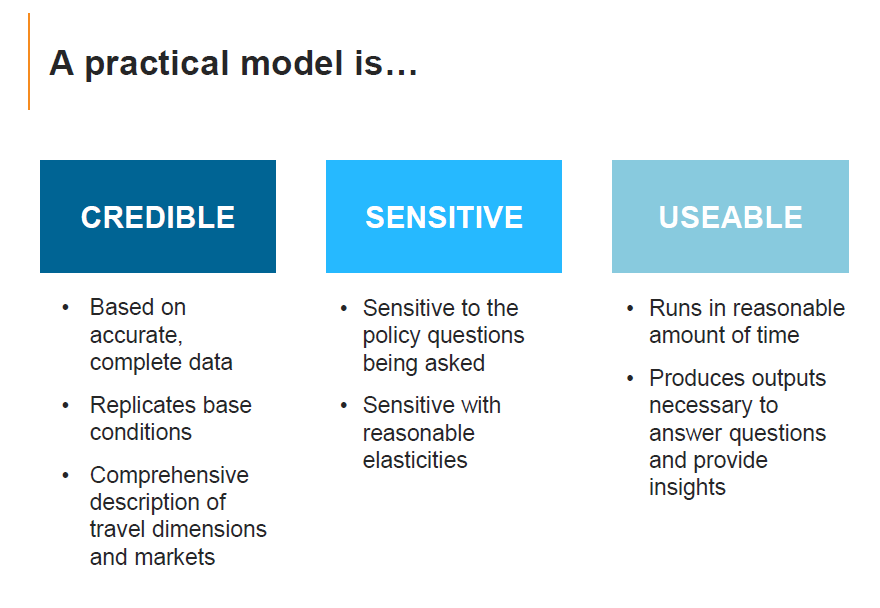 A practical model is…
CREDIBLE
• Based on
accurate,
complete data
• Replicates base
conditions
• Comprehensive
description of
travel dimensions
and markets
SENSITIVE
• Sensitive to the
policy questions
being asked
• Sensitive with
reasonable
elasticities
USEABLE
• Runs in reasonable
amount of time
• Produces outputs
necessary to
answer questions
and provide
insights